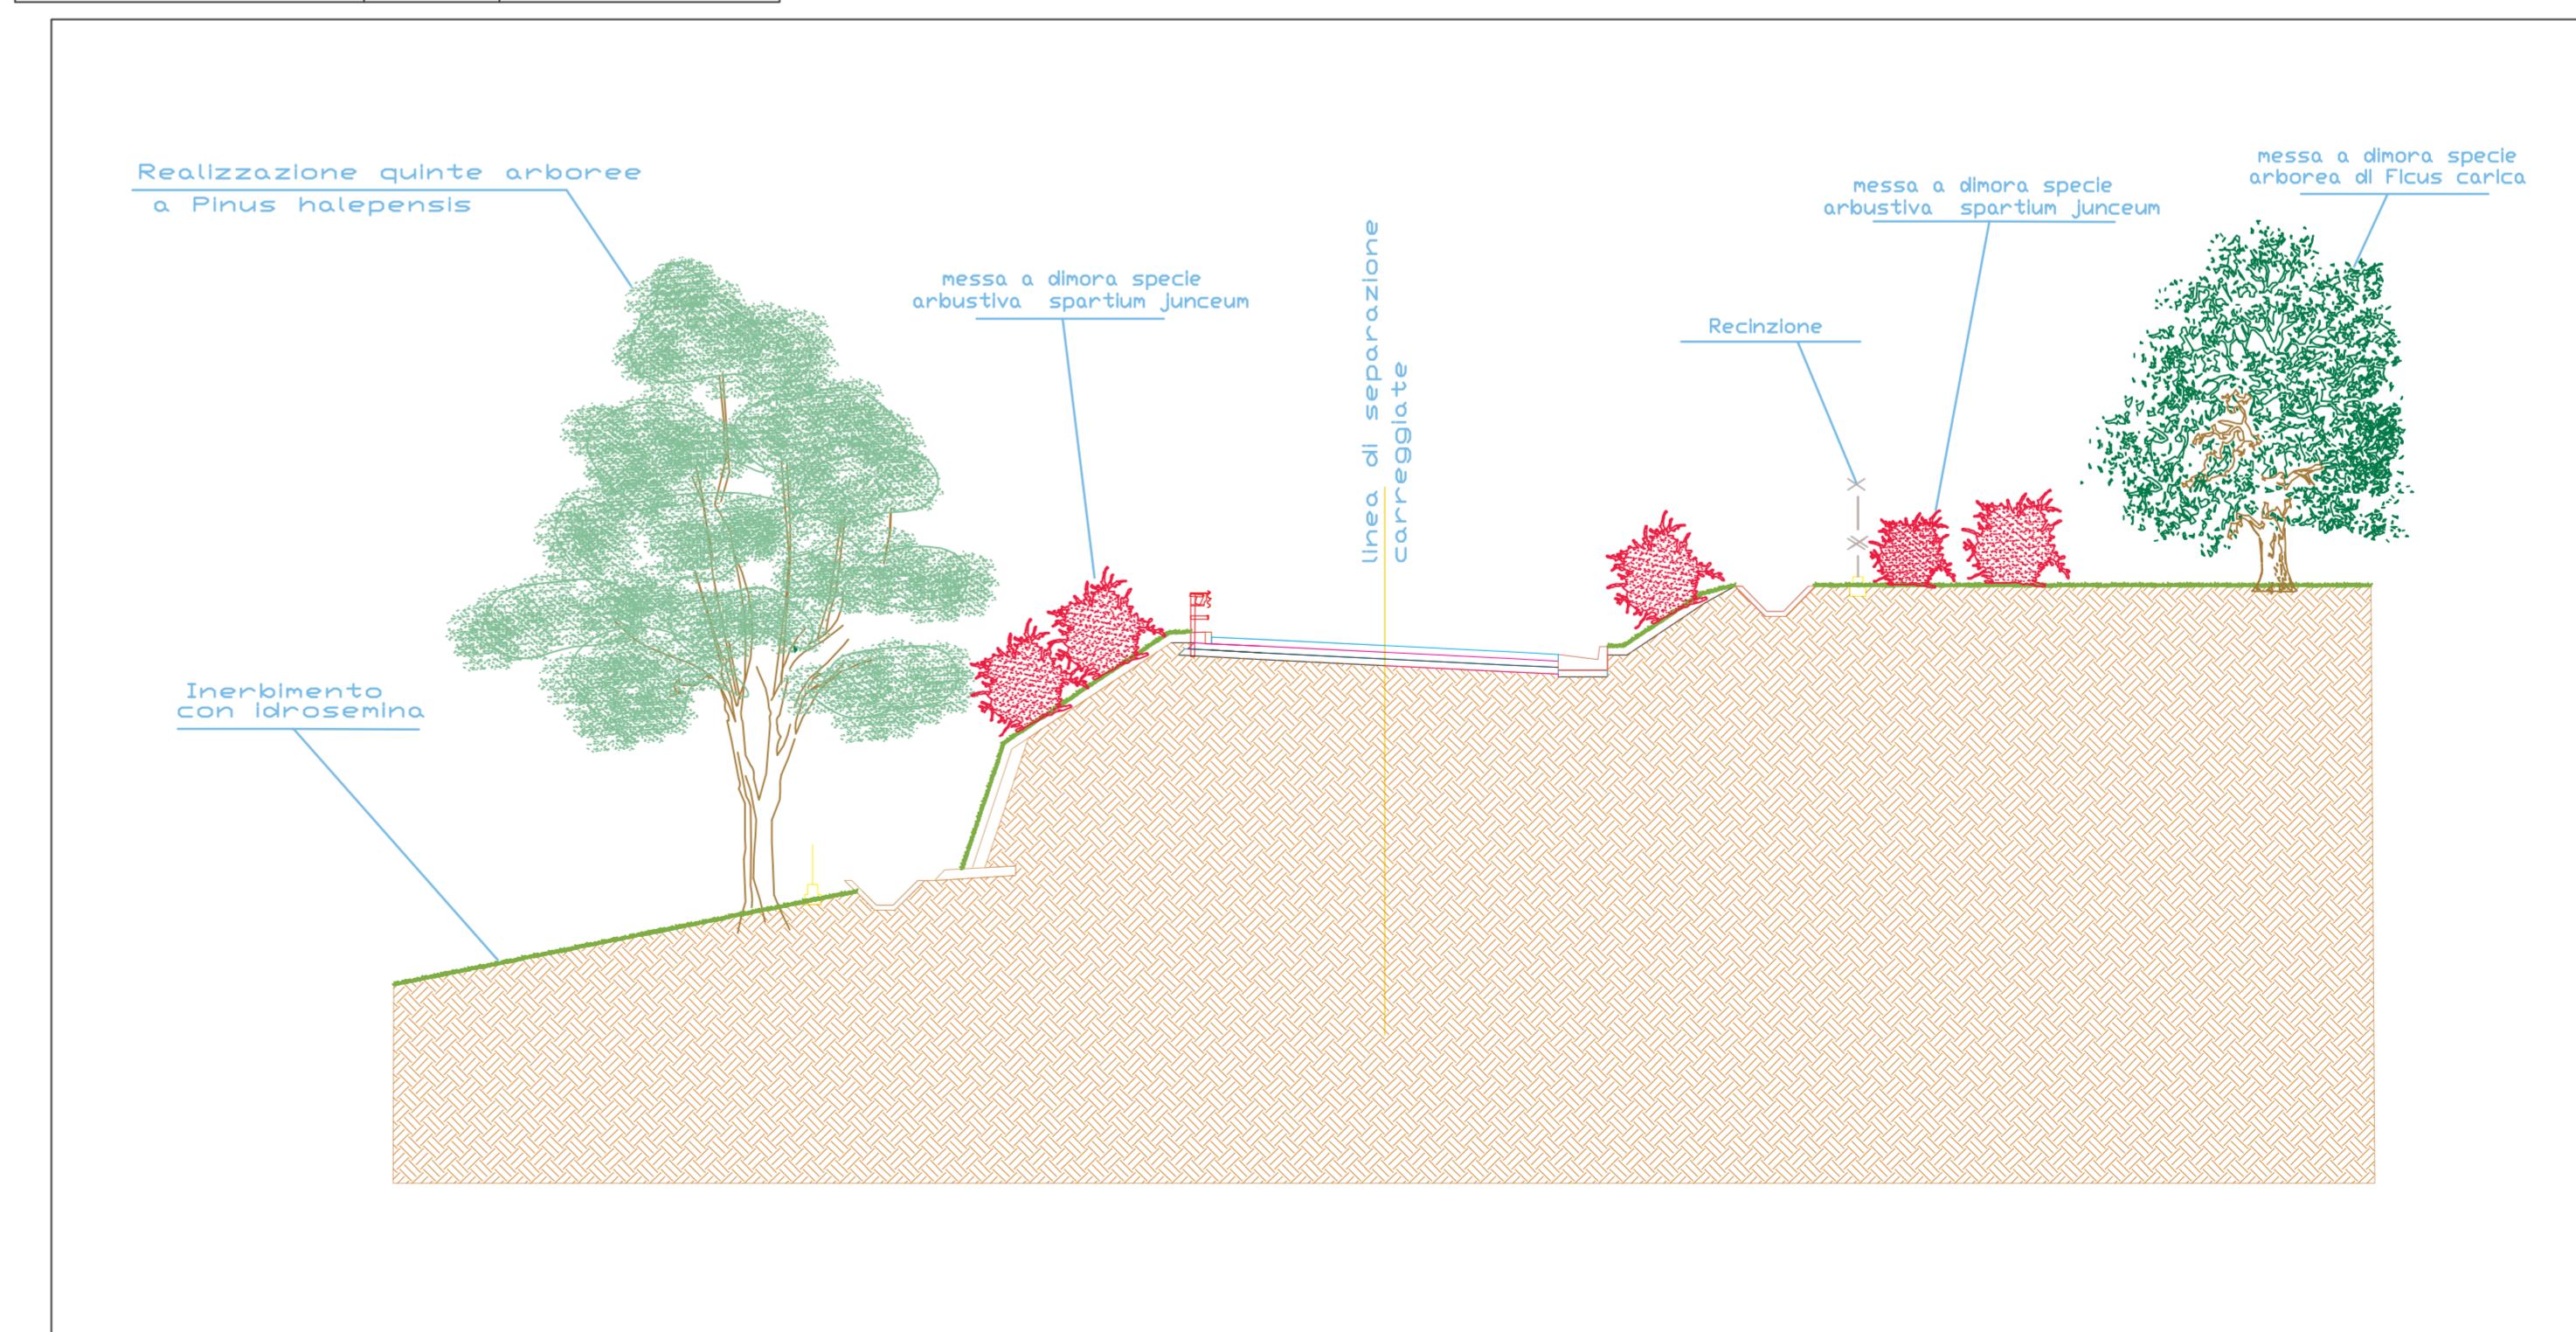 Realizzazione quinte arboree
a Pinus halepensis
messa a dimora specie
arbustiva spartium junceum
linea di separazione
carreggiate
Recinzione
messa a dimora specie
arbustiva spartium junceum
messa a dimora specie
arborea di Ficus carica
Inerbimento
con idrosemina